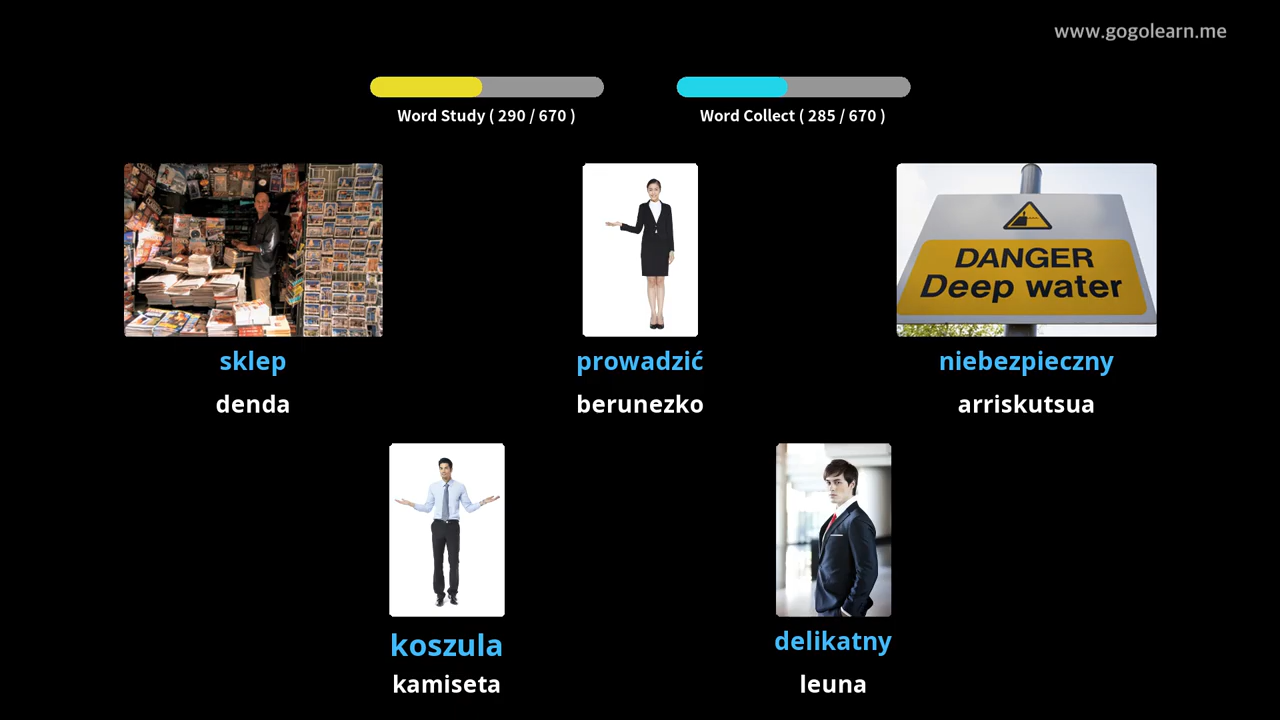 www.gogolearn.me
Word Study ( 290 / 670 )
Word Collect ( 285 / 670 )
DANGER
Deep water
sklep
prowadzić
niebezpieczny
denda
berunezko
arriskutsua
koszula
delikatny
kamiseta
leuna